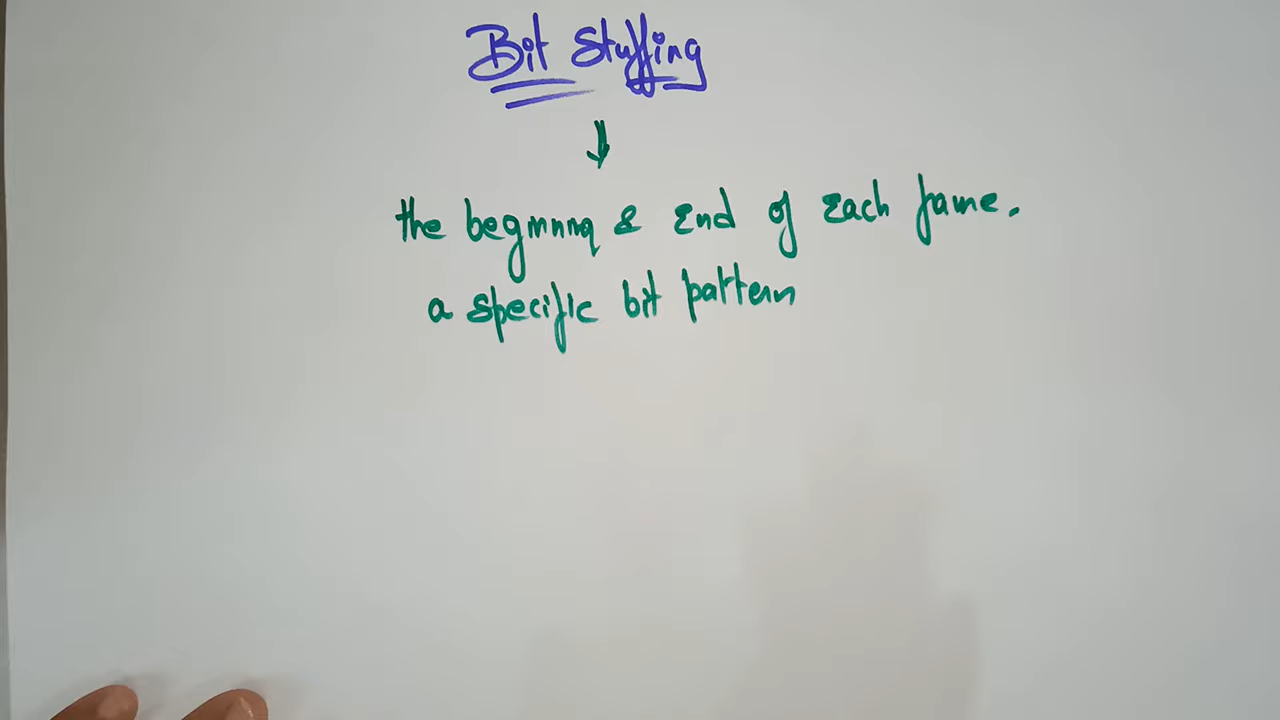 Bit Stuffing
the beginning & End of Each frame.
a specific bit pattern